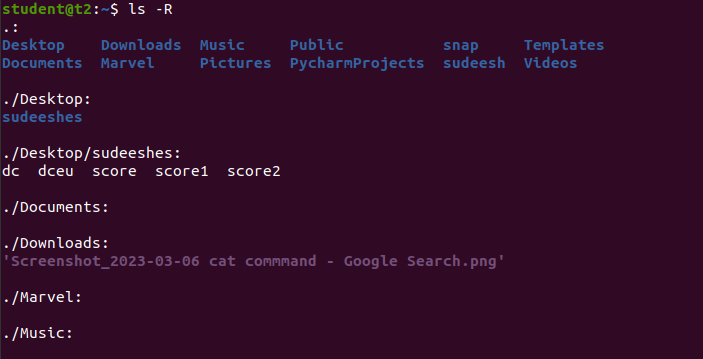 student@t2:~$ ls -R
.:
Desktop Downloads Music Public snap Templates
Documents Marvel Pictures PycharmProjects sudeesh Videos
./Desktop:
sudeeshes
./Desktop/sudeeshes:
dc dceu score score1 score2
./Documents:
./Downloads:
'Screenshot_2023-03-06 cat commmand - Google Search.png'
./Marvel:
./Music: